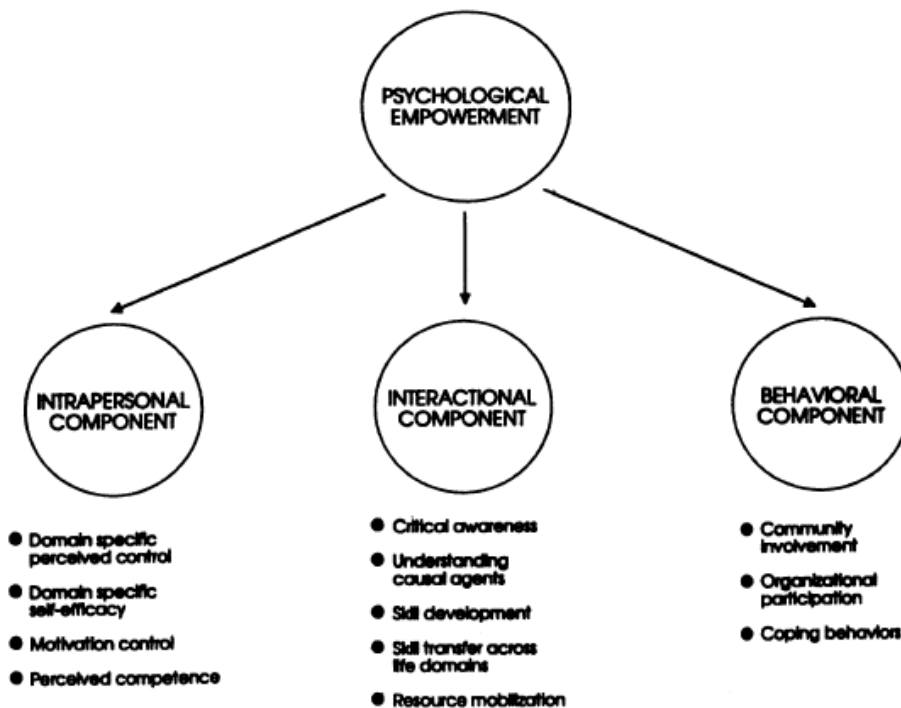 PSYCHOLOGICAL
EMPOWERMENT
INTRAPERSONAL
COMPONENT
INTERACTIONAL
COMPONENT
BEHAVIORAL
COMPONENT
● Domain specific
perceived control
● Domain specific
self-efficacy
● Motivation control
● Perceived competence
● Critical awareness
● Understanding
causal agents
● Skill development
● Skill transfer across
life domains
● Resource mobilization
● Community
involvement
● Organizational
participation
● Coping behaviors